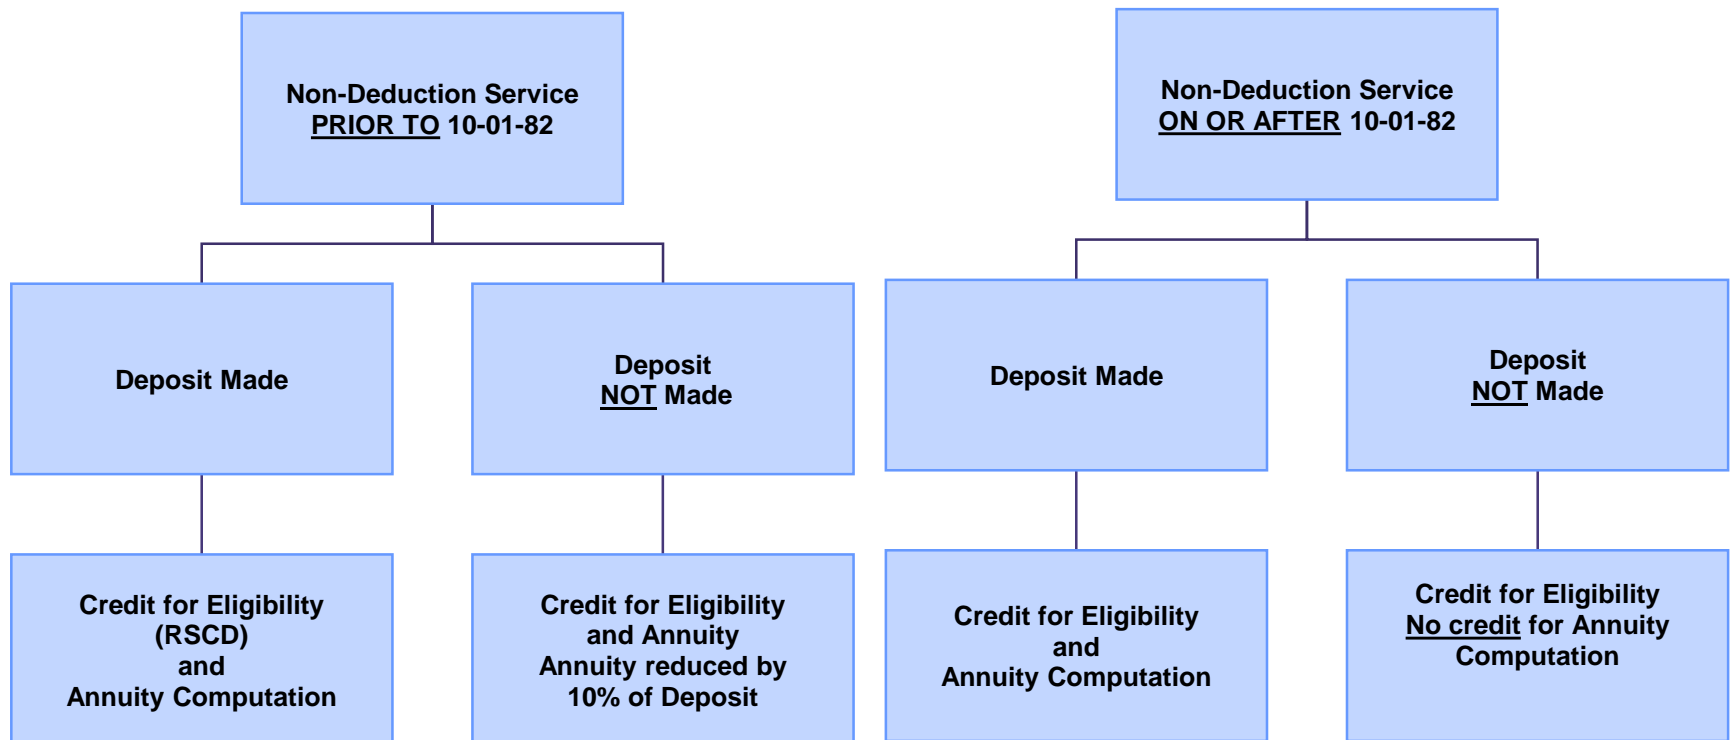 Non-Deduction Service
PRIOR TO 10-01-82
Non-Deduction Service
ON OR AFTER 10-01-82
Deposit Made
Deposit
NOT Made
Deposit Made
Deposit
NOT Made
Credit for Eligibility
(RSCD)
and
Annuity Computation
Credit for Eligibility
and Annuity
Annuity reduced by
10% of Deposit
Credit for Eligibility
and
Annuity Computation
Credit for Eligibility
No credit for Annuity
Computation